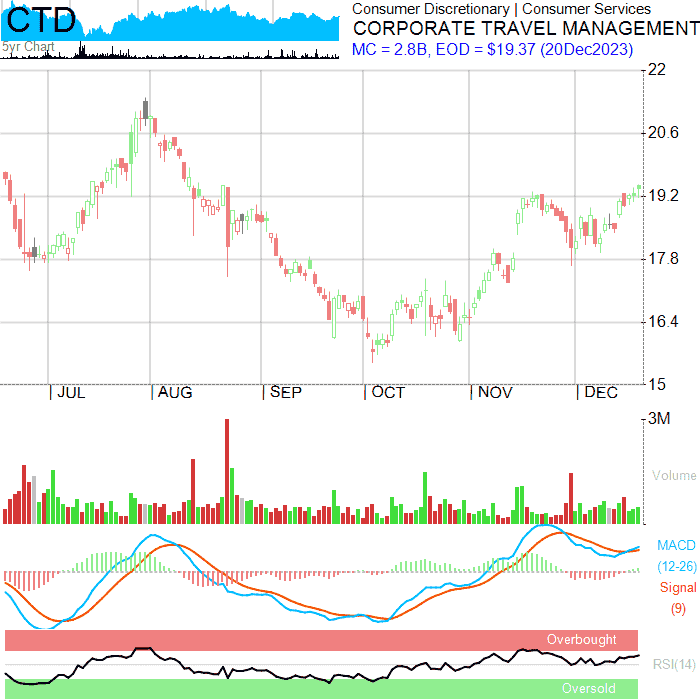 CTD
5yr Chart
Consumer Discretionary | Consumer Services
CORPORATE TRAVEL MANAGEMENT
MC = 2.8B, EOD = $19.37 (20Dec2023)
22
20.6
19.2
17.8
16.4
15
JUL
AUG
SEP
OCT
NOV
DEC
3M
Volume
MACD
(12-26)
Signal
(9)
Overbought
RSI(14)
Oversold